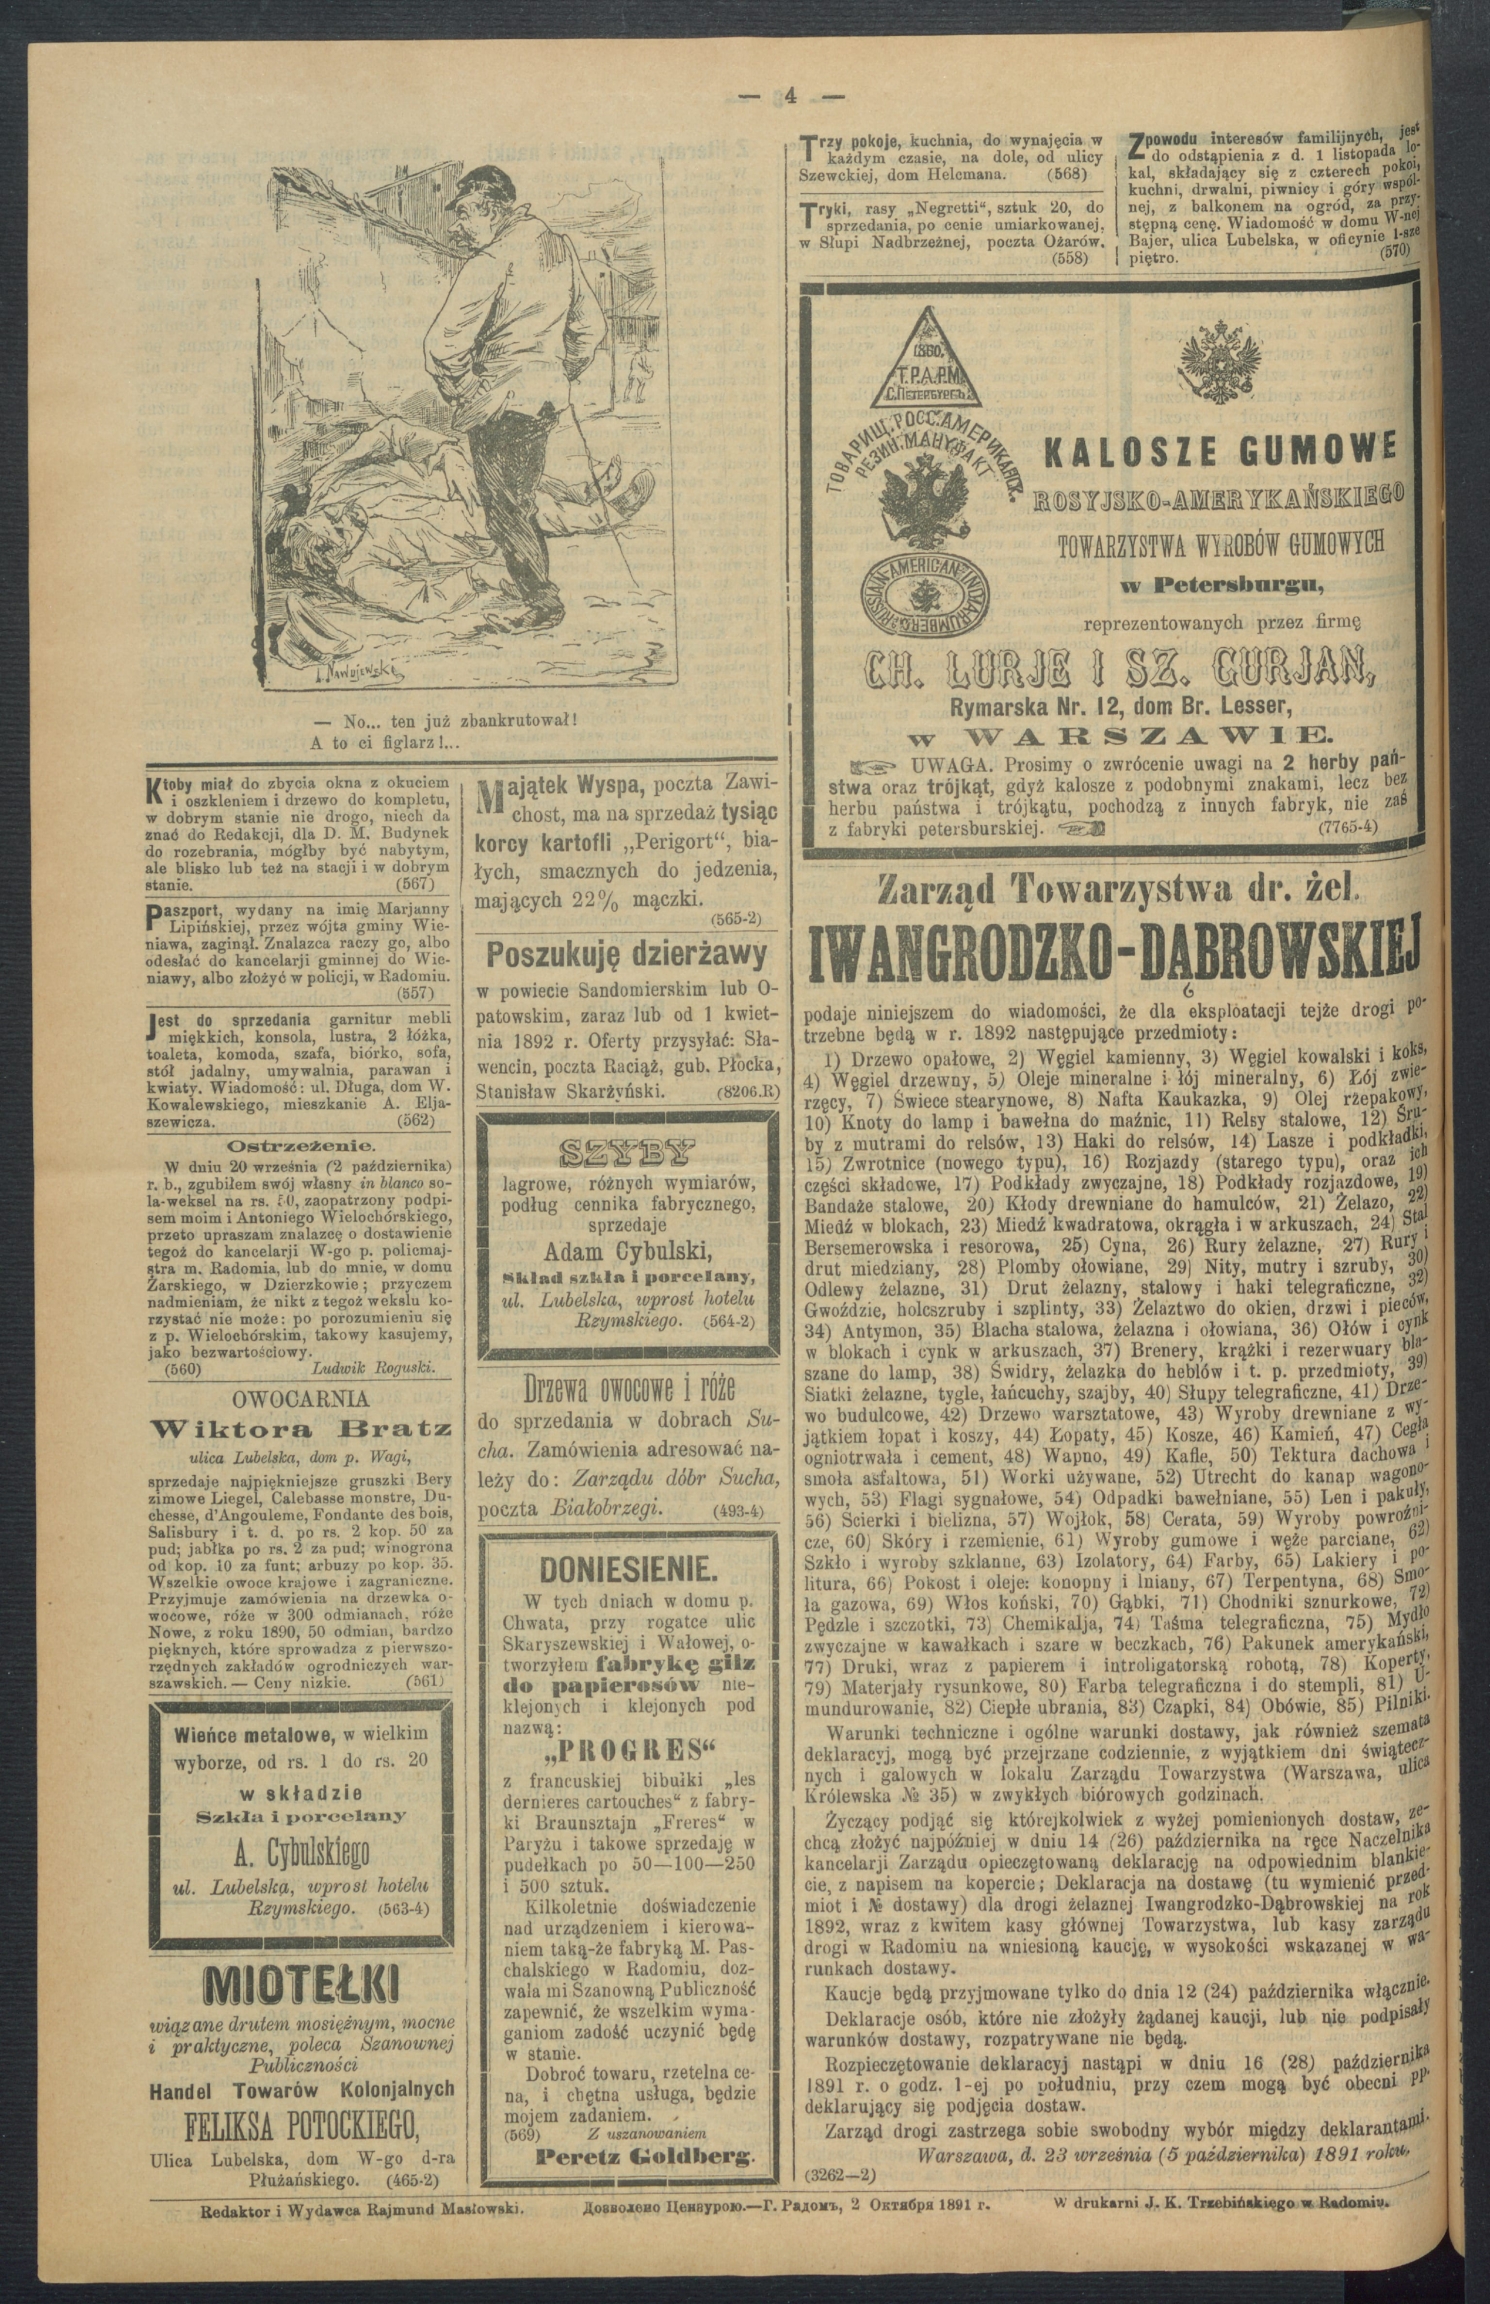 — 4 —
T. Nawojewski
— No... ten już zbankrutował!
A to ci figlarz!...
Ktoby miał do zbycia okna z okuciem
i oszkleniem i drzewo do kompletu,
w dobrym stanie nie drogo, niech da
znać do Redakcji, dla D. M. Budynek
do rozebrania, mógłby być nabytym,
ale blisko lub też na stacji i w dobrym
stanie. (567)
Paszport, wydany na imię Marjanny
Lipińskiej, przez wójta gminy Wie-
niawa, zaginął. Znalazca raczy go, albo
odesłać do kancelarji gminnej do Wie-
niawy, albo złożyć w policji, w Radomiu.
(557)
Jest do sprzedania garnitur mebli
miękkich, konsola, lustra, 2 łóżka,
toaleta, komoda, szafa, biórko, sofa,
stół jadalny, umywalnia, parawan i
kwiaty. Wiadomość: ul. Długa, dom W.
Kowalewskiego, mieszkanie A. Elja-
szewicza. (562)
Ostrzeżenie.
W dniu 20 września (2 października)
r. b., zgubiłem swój własny in blanco so-
la-weksel na rs. 50, zaopatrzony podpi-
sem moim i Antoniego Wielochórskiego,
przeto upraszam znalazcę o dostawienie
tegoż do kancelarji W-go p. policmaj-
stra m. Radomia, lub do mnie, w domu
Żarskiego, w Dzierzkowie; przyczem
nadmieniam, że nikt z tegoż wekslu ko-
rzystać nie może: po porozumieniu się
z p. Wielochórskim, takowy kasujemy,
jako bezwartościowy.
(560) Ludwik Roguski.
OWOCARNIA
Wiktora Bratz
ulica Lubelska, dom p. Wagi,
sprzedaje najpiękniejsze gruszki Bery
zimowe Liegel, Calebasse monstre, Du-
chesse, d'Angouleme, Fondante des bois,
Salisbury i t. d. po rs. 2 kop. 50 za
pud; jabłka po rs. 2 za pud; winogrona
od kop. 10 za funt; arbuzy po kop. 35.
Wszelkie owoce krajowe i zagraniczne.
Przyjmuje zamówienia na drzewka o-
wocowe, róże w 300 odmianach, róże
Nowe, z roku 1890, 50 odmian, bardzo
pięknych, które sprowadza z pierwszo-
rzędnych zakładów ogrodniczych war-
szawskich. — Ceny nizkie. (561)
Wieńce metalowe, w wielkim
wyborze, od rs. 1 do rs. 20
w składzie
Szkła i porcelany
A. Cybulskiego
ul. Lubelska, wprost hotelu
Rzymskiego. (563-4)
MIOTEŁKI
wiązane drutem mosiężnym, mocne
i praktyczne, poleca Szanownej
Publiczności
Handel Towarów Kolonjalnych
FELIKSA POTOCKIEGO,
Ulica Lubelska, dom W-go d-ra
Płużańskiego. (465-2)
Majątek Wyspa, poczta Zawi-
chost, ma na sprzedaż tysiąc
korcy kartofli „Perigort“, bia-
łych, smacznych do jedzenia,
mających 22% mączki.
(565-2)
Poszukuję dzierżawy
w powiecie Sandomierskim lub O-
patowskim, zaraz lub od 1 kwiet-
nia 1892 r. Oferty przysyłać: Sła-
wencin, poczta Raciąż, gub. Płocka,
Stanisław Skarżyński. (8206.R)
SZYBY
lagrowe, różnych wymiarów,
podług cennika fabrycznego,
sprzedaje
Adam Cybulski,
Skład szkła i porcelany,
ul. Lubelska, wprost hotelu
Rzymskiego. (564-2)
Drzewa owocowe i róże
do sprzedania w dobrach Su-
cha. Zamówienia adresować na-
leży do: Zarządu dóbr Sucha,
poczta Białobrzegi. (493-4)
DONIESIENIE.
W tych dniach w domu p.
Chwata, przy rogatce ulic
Skaryszewskiej i Wałowej, o-
tworzyłem fabrykę gilz
do papierosów nie-
klejonych i klejonych pod
nazwą:
„PROGRES“
z francuskiej bibułki „les
dernieres cartouches“ z fabry-
ki Braunsztajn „Freres“ w
Paryżu i takowe sprzedaję w
pudełkach po 50—100—250
i 500 sztuk.
Kilkoletnie doświadczenie
nad urządzeniem i kierowa-
niem taką-że fabryką M. Pas-
chalskiego w Radomiu, doz-
wala mi Szanowną Publiczność
zapewnić, że wszelkim wyma-
ganiom zadość uczynić będę
w stanie.
Dobroć towaru, rzetelna ce-
na, i chętna usługa, będzie
mojem zadaniem.
(569) Z uszanowaniem
Peretz Goldberg.
Trzy pokoje, kuchnia, do wynajęcia w
każdym czasie, na dole, od ulicy
Szewckiej, dom Helcmana. (568)
Tryki, rasy „Negretti“, sztuk 20, do
sprzedania, po cenie umiarkowanej,
w Słupi Nadbrzeżnej, poczta Ożarów.
(558)
Zpowodu interesów familijnych, jest
do odstąpienia z d. 1 listopada lo-
kal, składający się z czterech pokoi,
kuchni, drwalni, piwnicy i góry wspól-
nej, z balkonem na ogród, za przy-
stępną cenę. Wiadomość w domu W-nej
Bajer, ulica Lubelska, w oficynie 1-sze
piętro. (570)
1860.
Т.Р.А.Р.М.
С.ПЕТЕРБУРГЪ
ТОВАРИЩ. РОСС. АМЕРИКАНСК.
РЕЗИН. МАНУФАКТ
RUSSIAN-AMERICAN INDIARUBBER Co
KALOSZE GUMOWE
ROSYJSKO-AMERYKAŃSKIEGO
TOWARZYSTWA WYROBÓW GUMOWYCH
w Petersburgu,
reprezentowanych przez firmę
CH. LURJE I SZ. GURJAN,
Rymarska Nr. 12, dom Br. Lesser,
w WARSZAWIE.
UWAGA. Prosimy o zwrócenie uwagi na 2 herby pań-
stwa oraz trójkąt, gdyż kalosze z podobnymi znakami, lecz bez
herbu państwa i trójkątu, pochodzą z innych fabryk, nie zaś
z fabryki petersburskiej. (7765-4)
Zarząd Towarzystwa dr. żel.
IWANGRODZKO-DĄBROWSKIEJ
podaje niniejszem do wiadomości, że dla eksploatacji tejże drogi po-
trzebne będą w r. 1892 następujące przedmioty:
1) Drzewo opałowe, 2) Węgiel kamienny, 3) Węgiel kowalski i koks,
4) Węgiel drzewny, 5) Oleje mineralne i łój mineralny, 6) Łój zwie-
rzęcy, 7) Świece stearynowe, 8) Nafta Kaukazka, 9) Olej rżepakowy,
10) Knoty do lamp i bawełna do maźnic, 11) Relsy stalowe, 12) Śru-
by z mutrami do relsów, 13) Haki do relsów, 14) Lasze i podkładki,
15) Zwrotnice (nowego typu), 16) Rozjazdy (starego typu), oraz ich
części składowe, 17) Podkłady zwyczajne, 18) Podkłady rozjazdowe, 19)
Bandaże stalowe, 20) Kłody drewniane do hamulców, 21) Żelazo, 22)
Miedź w blokach, 23) Miedź kwadratowa, okrągła i w arkuszach, 24) Stal
Bersemerowska i resorowa, 25) Cyna, 26) Rury żelazne, 27) Rury i
drut miedziany, 28) Plomby ołowiane, 29) Nity, mutry i szruby, 30)
Odlewy żelazne, 31) Drut żelazny, stalowy i haki telegraficzne, 32)
Gwoździe, holcszruby i szplinty, 33) Żelaztwo do okien, drzwi i pieców,
34) Antymon, 35) Blacha stalowa, żelazna i ołowiana, 36) Ołów i cynk
w blokach i cynk w arkuszach, 37) Brenery, krążki i rezerwuary bla-
szane do lamp, 38) Świdry, żelazka do heblów i t. p. przedmioty, 39)
Siatki żelazne, tygle, łańcuchy, szajby, 40) Słupy telegraficzne, 41) Drze-
wo budulcowe, 42) Drzewo warsztatowe, 43) Wyroby drewniane z wy-
jątkiem łopat i koszy, 44) Łopaty, 45) Kosze, 46) Kamień, 47) Cegła
ogniotrwała i cement, 48) Wapno, 49) Kafle, 50) Tektura dachowa i
smoła asfaltowa, 51) Worki używane, 52) Utrecht do kanap wagono-
wych, 53) Flagi sygnałowe, 54) Odpadki bawełniane, 55) Len i pakuły,
56) Ścierki i bielizna, 57) Wojłok, 58) Cerata, 59) Wyroby powroźni-
cze, 60) Skóry i rzemienie, 61) Wyroby gumowe i węże parciane, 62)
Szkło i wyroby szklanne, 63) Izolatory, 64) Farby, 65) Lakiery i po-
litura, 66) Pokost i oleje: konopny i lniany, 67) Terpentyna, 68) Smo-
ła gazowa, 69) Włos koński, 70) Gąbki, 71) Chodniki sznurkowe, 72)
Pędzle i szczotki, 73) Chemikalja, 74) Taśma telegraficzna, 75) Mydło
zwyczajne w kawałkach i szare w beczkach, 76) Pakunek amerykański,
77) Druki, wraz z papierem i introligatorską robotą, 78) Koperty,
79) Materjały rysunkowe, 80) Farba telegraficzna i do stempli, 81) U-
mundurowanie, 82) Ciepłe ubrania, 83) Czapki, 84) Obówie, 85) Pilniki.
Warunki techniczne i ogólne warunki dostawy, jak również szemata
deklaracyj, mogą być przejrzane codziennie, z wyjątkiem dni świątecz-
nych i galowych w lokalu Zarządu Towarzystwa (Warszawa, ulica
Królewska № 35) w zwykłych biórowych godzinach.
Życzący podjąć się którejkolwiek z wyżej pomienionych dostaw, ze-
chcą złożyć najpóźniej w dniu 14 (26) października na ręce Naczelnika
kancelarji Zarządu opieczętowaną deklarację na odpowiednim blankie-
cie, z napisem na kopercie; Deklaracja na dostawę (tu wymienić przed-
miot i № dostawy) dla drogi żelaznej Iwangrodzko-Dąbrowskiej na rok
1892, wraz z kwitem kasy głównej Towarzystwa, lub kasy zarządu
drogi w Radomiu na wniesioną kaucję, w wysokości wskazanej w wa-
runkach dostawy.
Kaucje będą przyjmowane tylko do dnia 12 (24) października włącznie.
Deklaracje osób, które nie złożyły żądanej kaucji, lub nie podpisały
warunków dostawy, rozpatrywane nie będą.
Rozpieczętowanie deklaracyj nastąpi w dniu 16 (28) października
1891 r. o godz. 1-ej po południu, przy czem mogą być obecni pp.
deklarujący się podjęcia dostaw.
Zarząd drogi zastrzega sobie swobodny wybór między deklarantami.
Warszawa, d. 23 września (5 października) 1891 roku.
(3262—2)
Redaktor i Wydawca Rajmund Masłowski. Дозволено Цензурою.—Г. Радомъ, 2 Октября 1891 г. W drukarni J. K. Trzebińskiego w Radomiu.